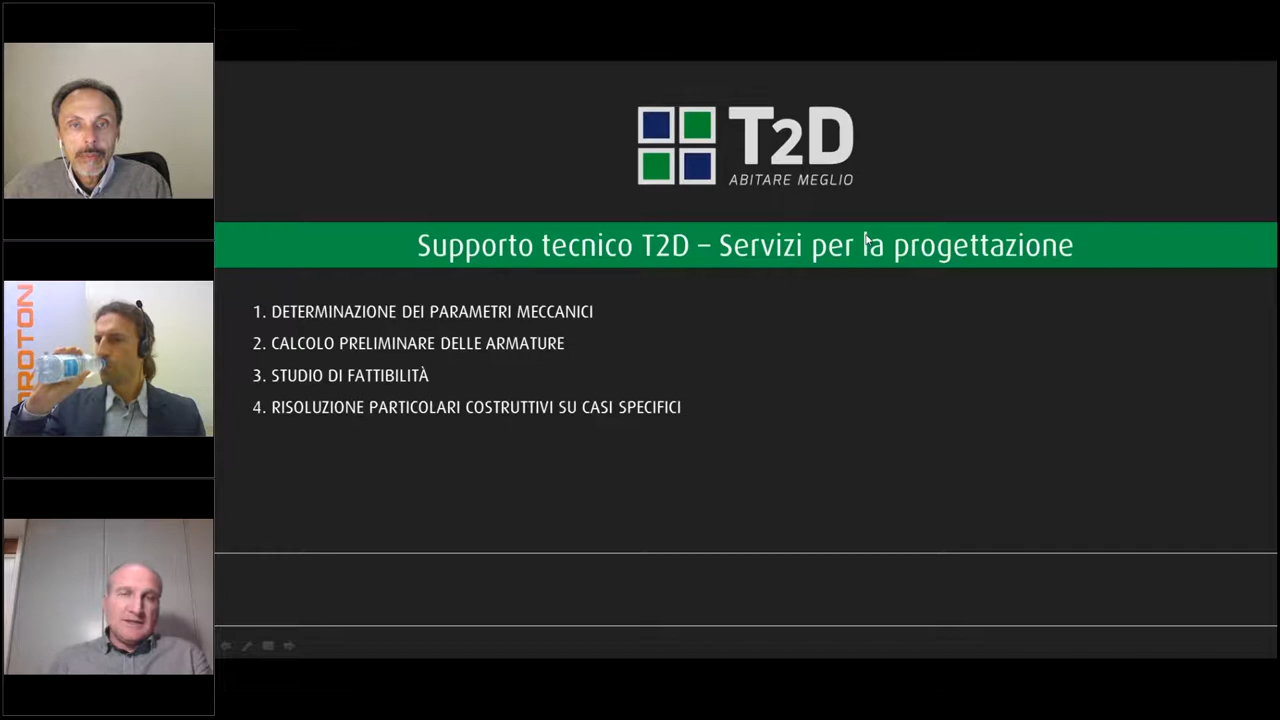 T2D
ABITARE MEGLIO
Supporto tecnico T2D – Servizi per la progettazione
1. DETERMINAZIONE DEI PARAMETRI MECCANICI
2. CALCOLO PRELIMINARE DELLE ARMATURE
3. STUDIO DI FATTIBILITÀ
4. RISOLUZIONE PARTICOLARI COSTRUTTIVI SU CASI SPECIFICI
ROTON